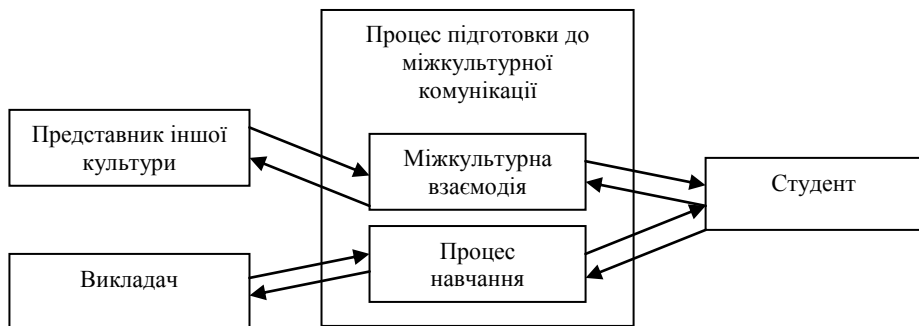 Процес підготовки до
міжкультурної
комунікації
Представник іншої
культури
Міжкультурна
взаємодія
Студент
Викладач
Процес
навчання